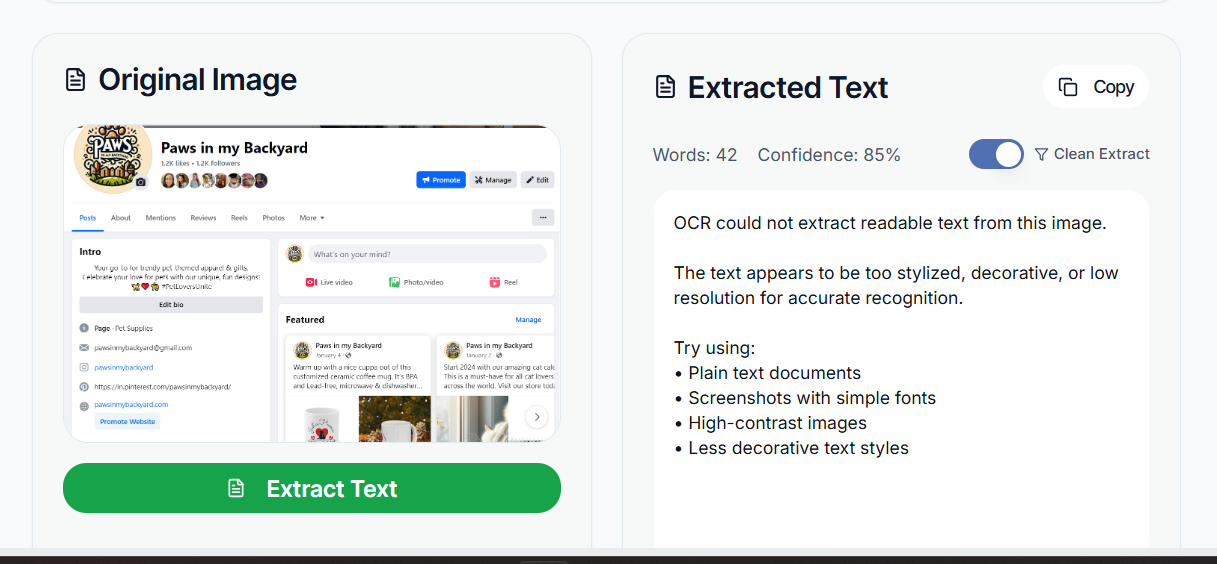 Original Image
PAWS
IN MY BACKYARD
Paws in my Backyard
1.2K likes • 1.2K followers
Promote
Manage
Edit
Posts
About
Mentions
Reviews
Reels
Photos
More
Intro
Your go to for trendy pet themed apparel & gifts.
Celebrate your love for pets with our unique, fun designs!
#PetLoversUnite
Edit bio
Page · Pet Supplies
pawsinmybackyard@gmail.com
pawsinmybackyard
https://in.pinterest.com/pawsinmybackyard/
pawsinmybackyard.com
Promote Website
What's on your mind?
Live video
Photo/video
Reel
Featured
Manage
Paws in my Backyard
January 4 ·
Warm up with a nice cuppa out of this
customized ceramic coffee mug. It's BPA
and Lead-free, microwave & dishwasher...
Paws in my Backyard
January 2 ·
Start 2024 with our amazing cat cale
This is a must-have for all cat lovers
across the world. Visit our store toda
Extract Text
Extracted Text
Copy
Words: 42
Confidence: 85%
Clean Extract
OCR could not extract readable text from this image.
The text appears to be too stylized, decorative, or low
resolution for accurate recognition.
Try using:
• Plain text documents
• Screenshots with simple fonts
• High-contrast images
• Less decorative text styles